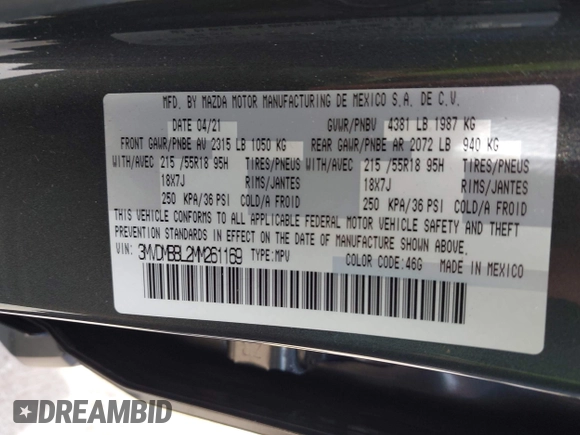 MFD. BY MAZDA MOTOR MANUFACTURING DE MEXICO S.A. DE C.V.
DATE 04/21 GVWR/PNBV 4381 LB 1987 KG
FRONT GAWR/PNBE AV 2315 LB 1050 KG REAR GAWR/PNBE AR 2072 LB 940 KG
WITH/AVEC 215/55R18 95H TIRES/PNEUS WITH/AVEC 215/55R18 95H TIRES/PNEUS
18X7J RIMS/JANTES 18X7J RIMS/JANTES
250 KPA/36 PSI COLD/A FROID 250 KPA/36 PSI COLD/A FROID
THIS VEHICLE CONFORMS TO ALL APPLICABLE FEDERAL MOTOR VEHICLE SAFETY AND THEFT
PREVENTION STANDARDS IN EFFECT ON THE DATE OF MANUFACTURE SHOWN ABOVE.
VIN: 3MVDMBBL2MM261169 TYPE:MPV COLOR CODE:46G MADE IN MEXICO
DREAMBID